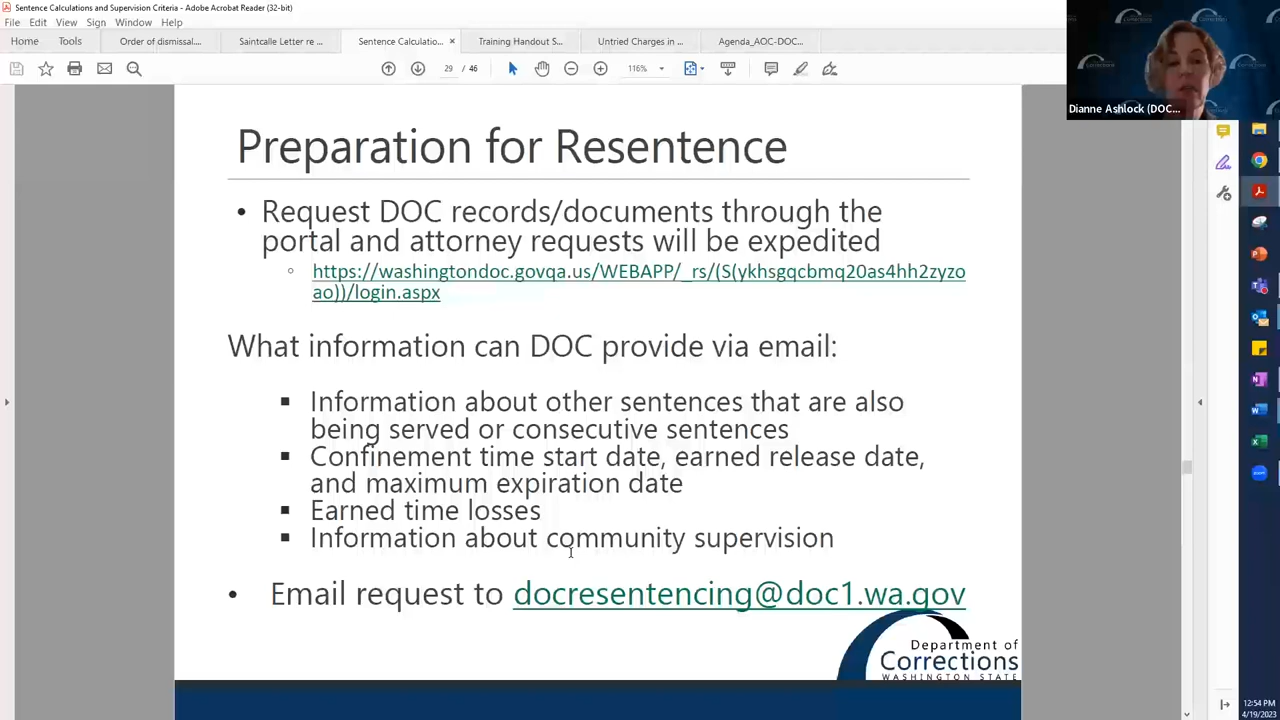 Sentence Calculations and Supervision Criteria - Adobe Acrobat Reader (32-bit)
File Edit View Sign Window Help
Home Tools Order of dismissal.... Saintcalle Letter re ... Sentence Calculatio... × Training Handout S... Untried Charges in ... Agenda_AOC-DOC...
29 / 46 116%
Dianne Ashlock (DOC...
Preparation for Resentence
• Request DOC records/documents through the
portal and attorney requests will be expedited
https://washingtondoc.govqa.us/WEBAPP/_rs/(S(ykhsgqcbmq20as4hh2zyzo
ao))/login.aspx
What information can DOC provide via email:
▪ Information about other sentences that are also
being served or consecutive sentences
▪ Confinement time start date, earned release date,
and maximum expiration date
▪ Earned time losses
▪ Information about community supervision
• Email request to docresentencing@doc1.wa.gov
Department of
Corrections
WASHINGTON STATE
12:54 PM
4/19/2023